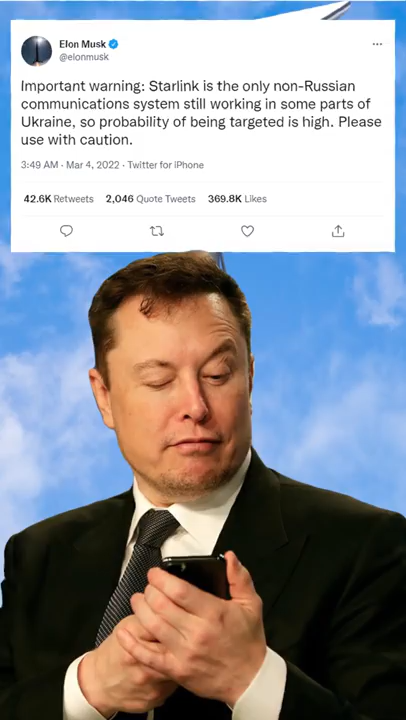 Elon Musk
@elonmusk
Important warning: Starlink is the only non-Russian
communications system still working in some parts of
Ukraine, so probability of being targeted is high. Please
use with caution.
3:49 AM · Mar 4, 2022 · Twitter for iPhone
42.6K Retweets 2,046 Quote Tweets 369.8K Likes